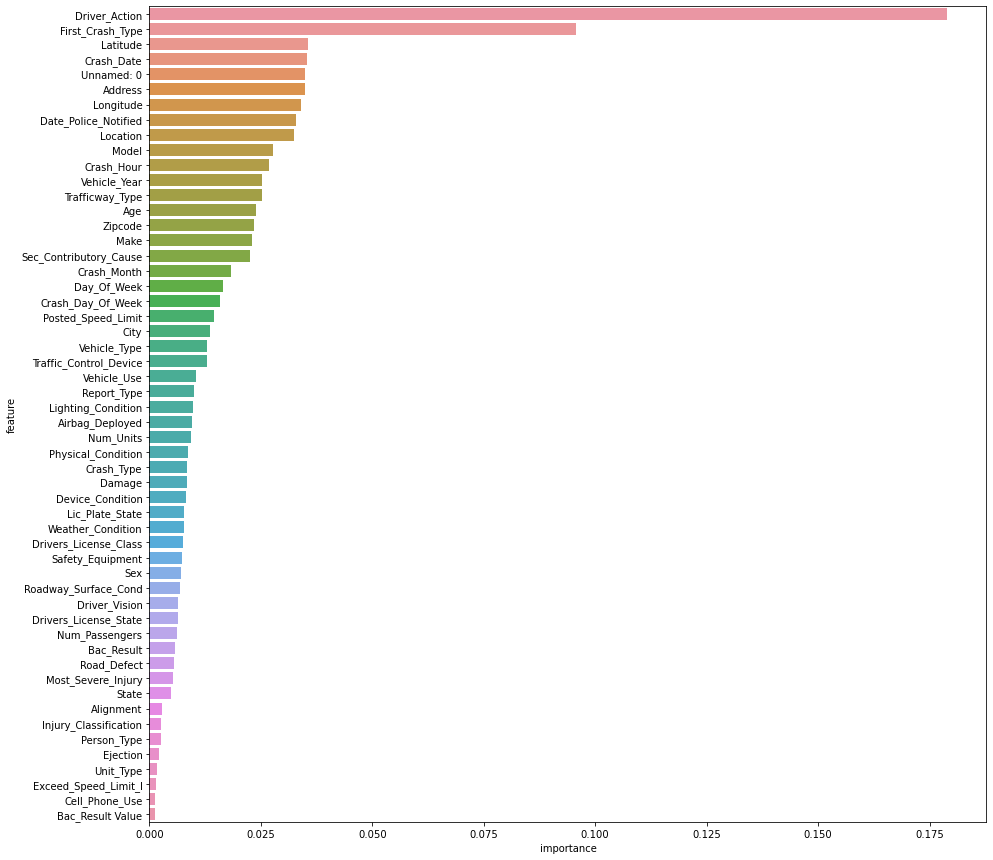 Driver_Action
First_Crash_Type
Latitude
Crash_Date
Unnamed: 0
Address
Longitude
Date_Police_Notified
Location
Model
Crash_Hour
Vehicle_Year
Trafficway_Type
Age
Zipcode
Make
Sec_Contributory_Cause
Crash_Month
Day_Of_Week
Crash_Day_Of_Week
Posted_Speed_Limit
City
Vehicle_Type
Traffic_Control_Device
Vehicle_Use
Report_Type
Lighting_Condition
Airbag_Deployed
Num_Units
Physical_Condition
Crash_Type
Damage
Device_Condition
Lic_Plate_State
Weather_Condition
Drivers_License_Class
Safety_Equipment
Sex
Roadway_Surface_Cond
Driver_Vision
Drivers_License_State
Num_Passengers
Bac_Result
Road_Defect
Most_Severe_Injury
State
Alignment
Injury_Classification
Person_Type
Ejection
Unit_Type
Exceed_Speed_Limit_I
Cell_Phone_Use
Bac_Result Value
feature
0.000 0.025 0.050 0.075 0.100 0.125 0.150 0.175
importance